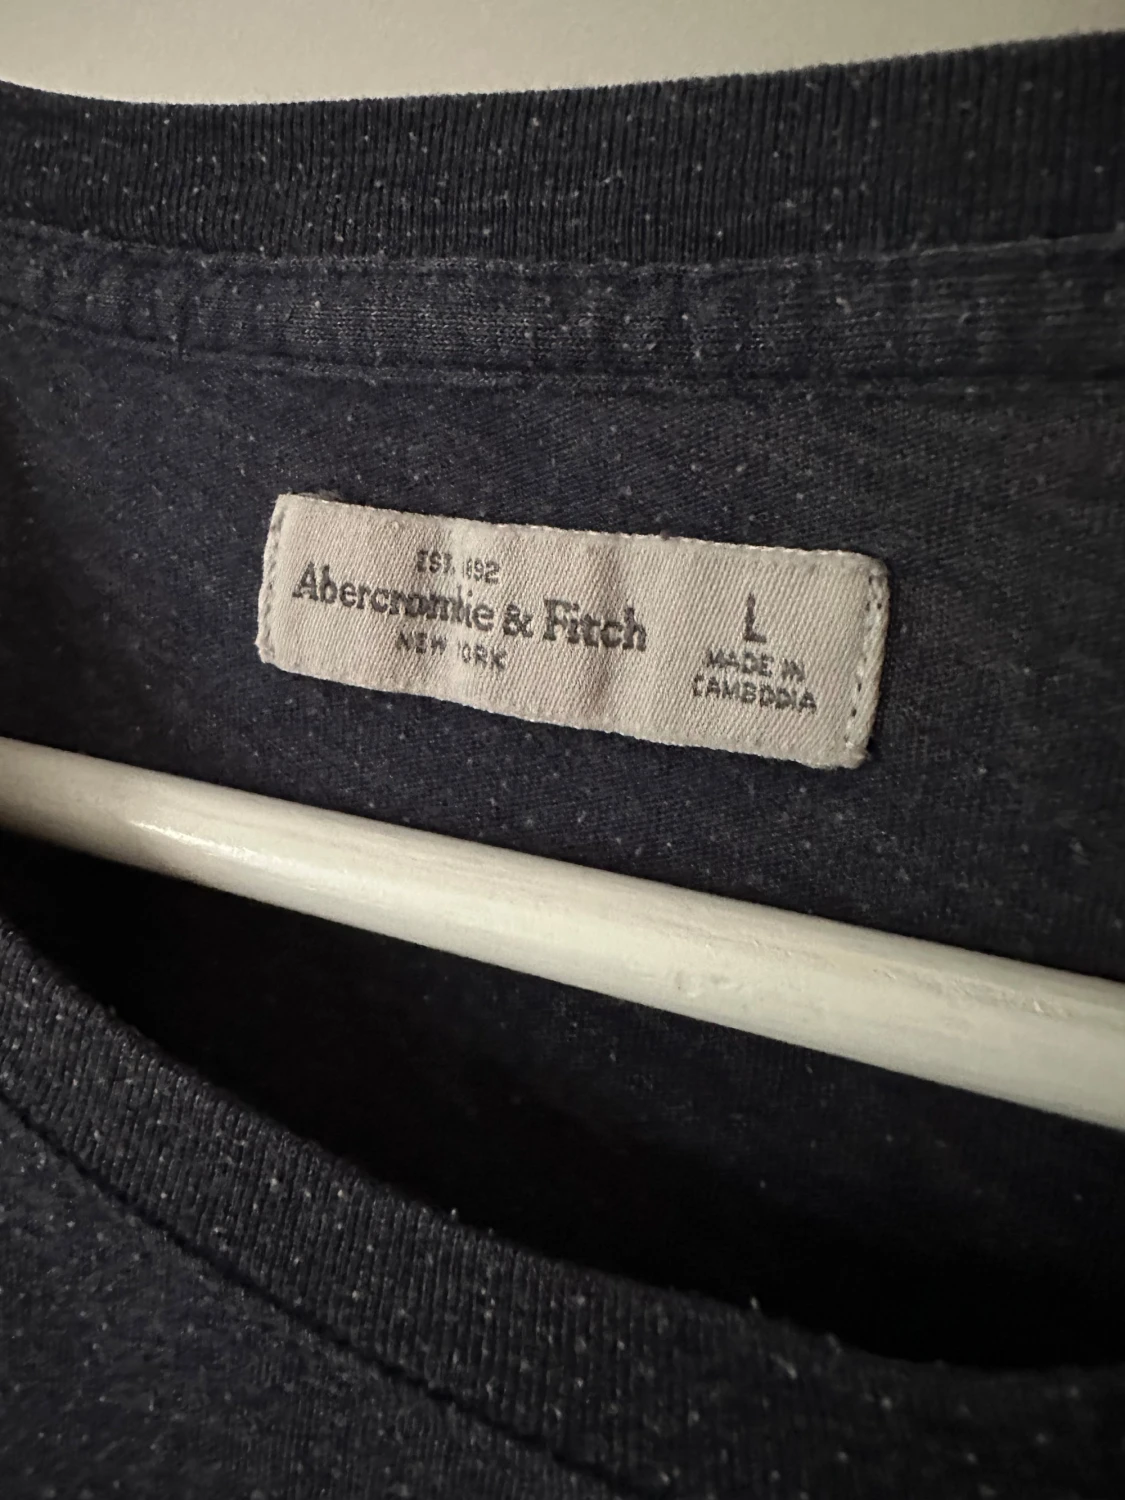 EST. 1892
Abercrombie & Fitch
NEW YORK
L
MADE IN
CAMBODIA